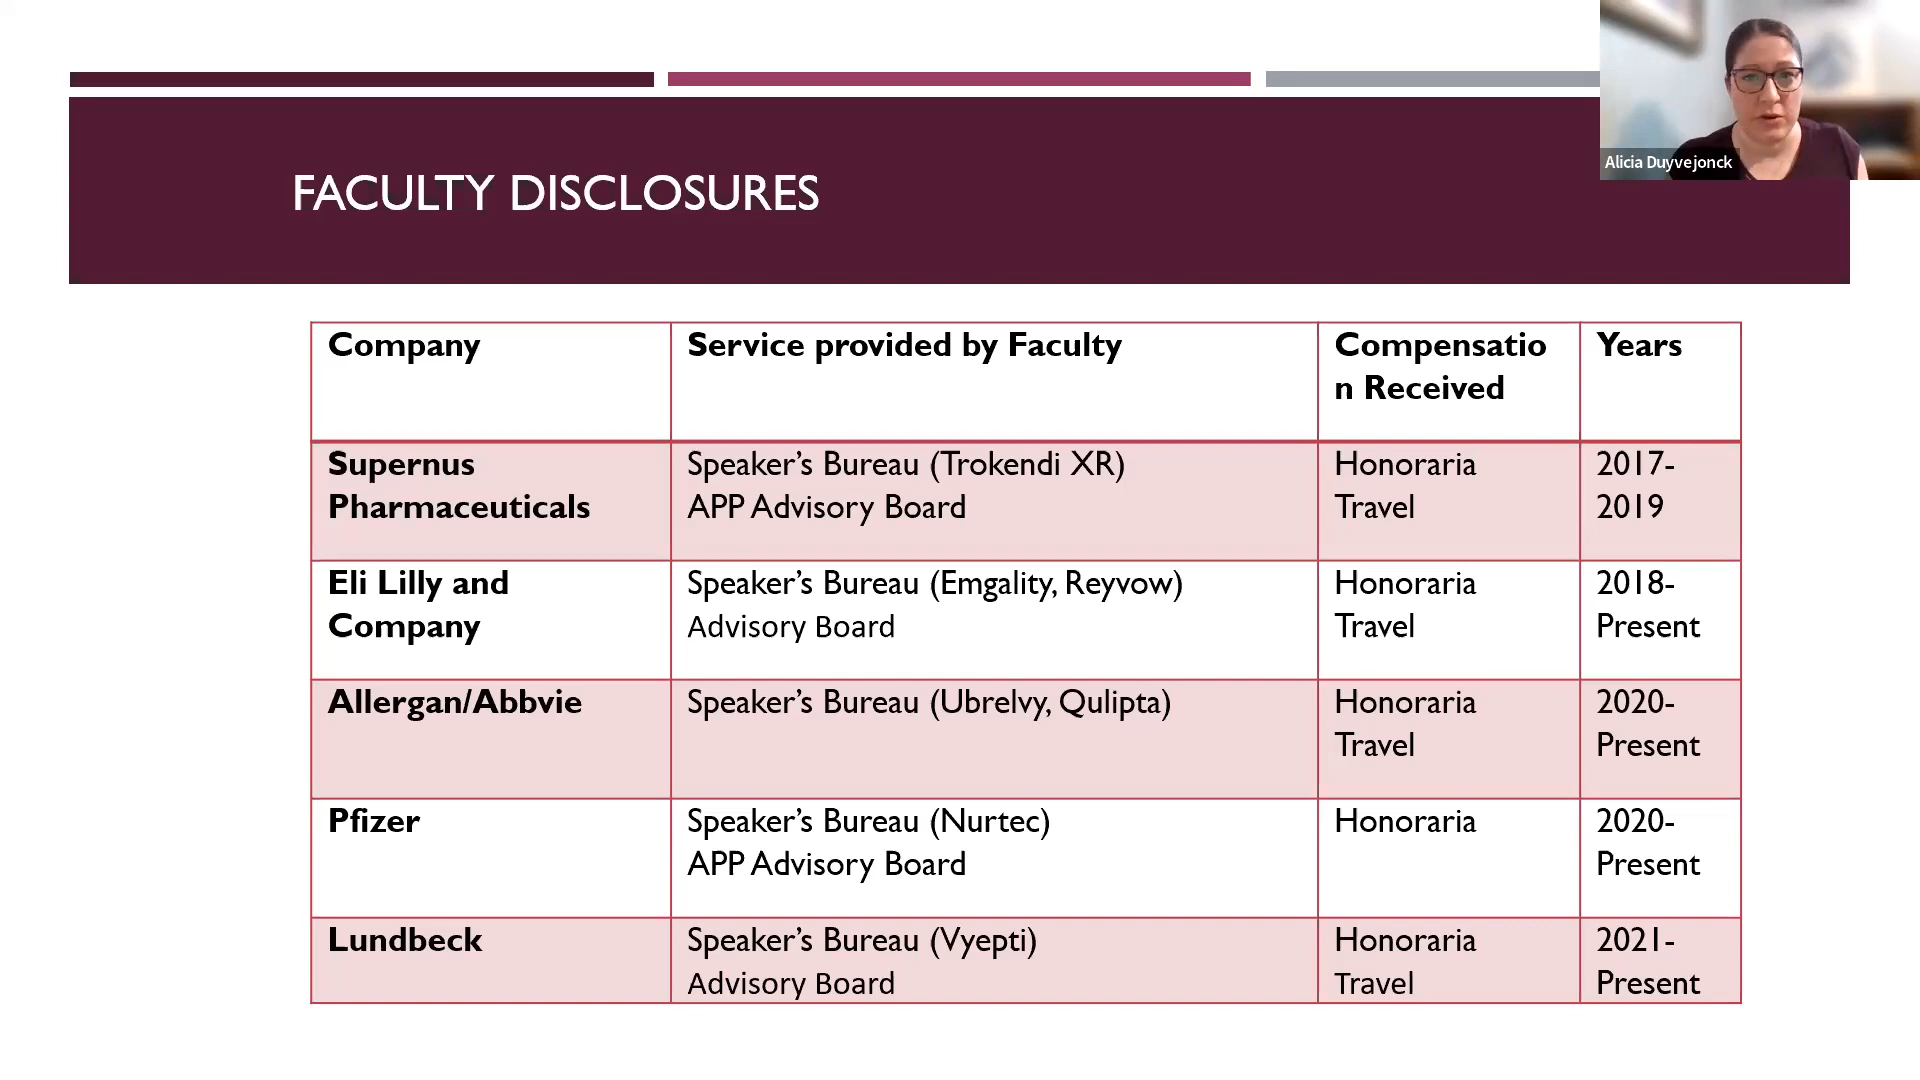 Alicia Duyvejonck
FACULTY DISCLOSURES
Company
Service provided by Faculty
Compensatio
n Received
Years
Supernus
Pharmaceuticals
Speaker’s Bureau (Trokendi XR)
APP Advisory Board
Honoraria
Travel
2017-
2019
Eli Lilly and
Company
Speaker’s Bureau (Emgality, Reyvow)
Advisory Board
Honoraria
Travel
2018-
Present
Allergan/Abbvie
Speaker’s Bureau (Ubrelvy, Qulipta)
Honoraria
Travel
2020-
Present
Pfizer
Speaker’s Bureau (Nurtec)
APP Advisory Board
Honoraria
2020-
Present
Lundbeck
Speaker’s Bureau (Vyepti)
Advisory Board
Honoraria
Travel
2021-
Present